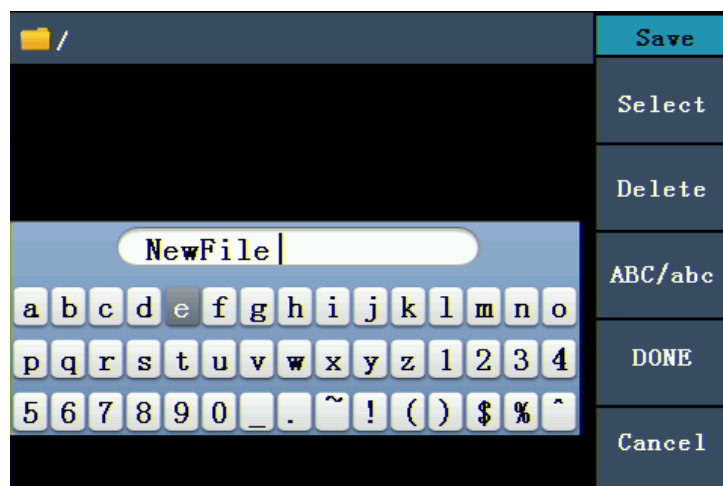 /
Save
Select
Delete
NewFile
ABC/abc
a b c d e f g h i j k l m n o
p q r s t u v w x y z 1 2 3 4
DONE
5 6 7 8 9 0 _ . ~ ! ( ) $ % ^
Cancel